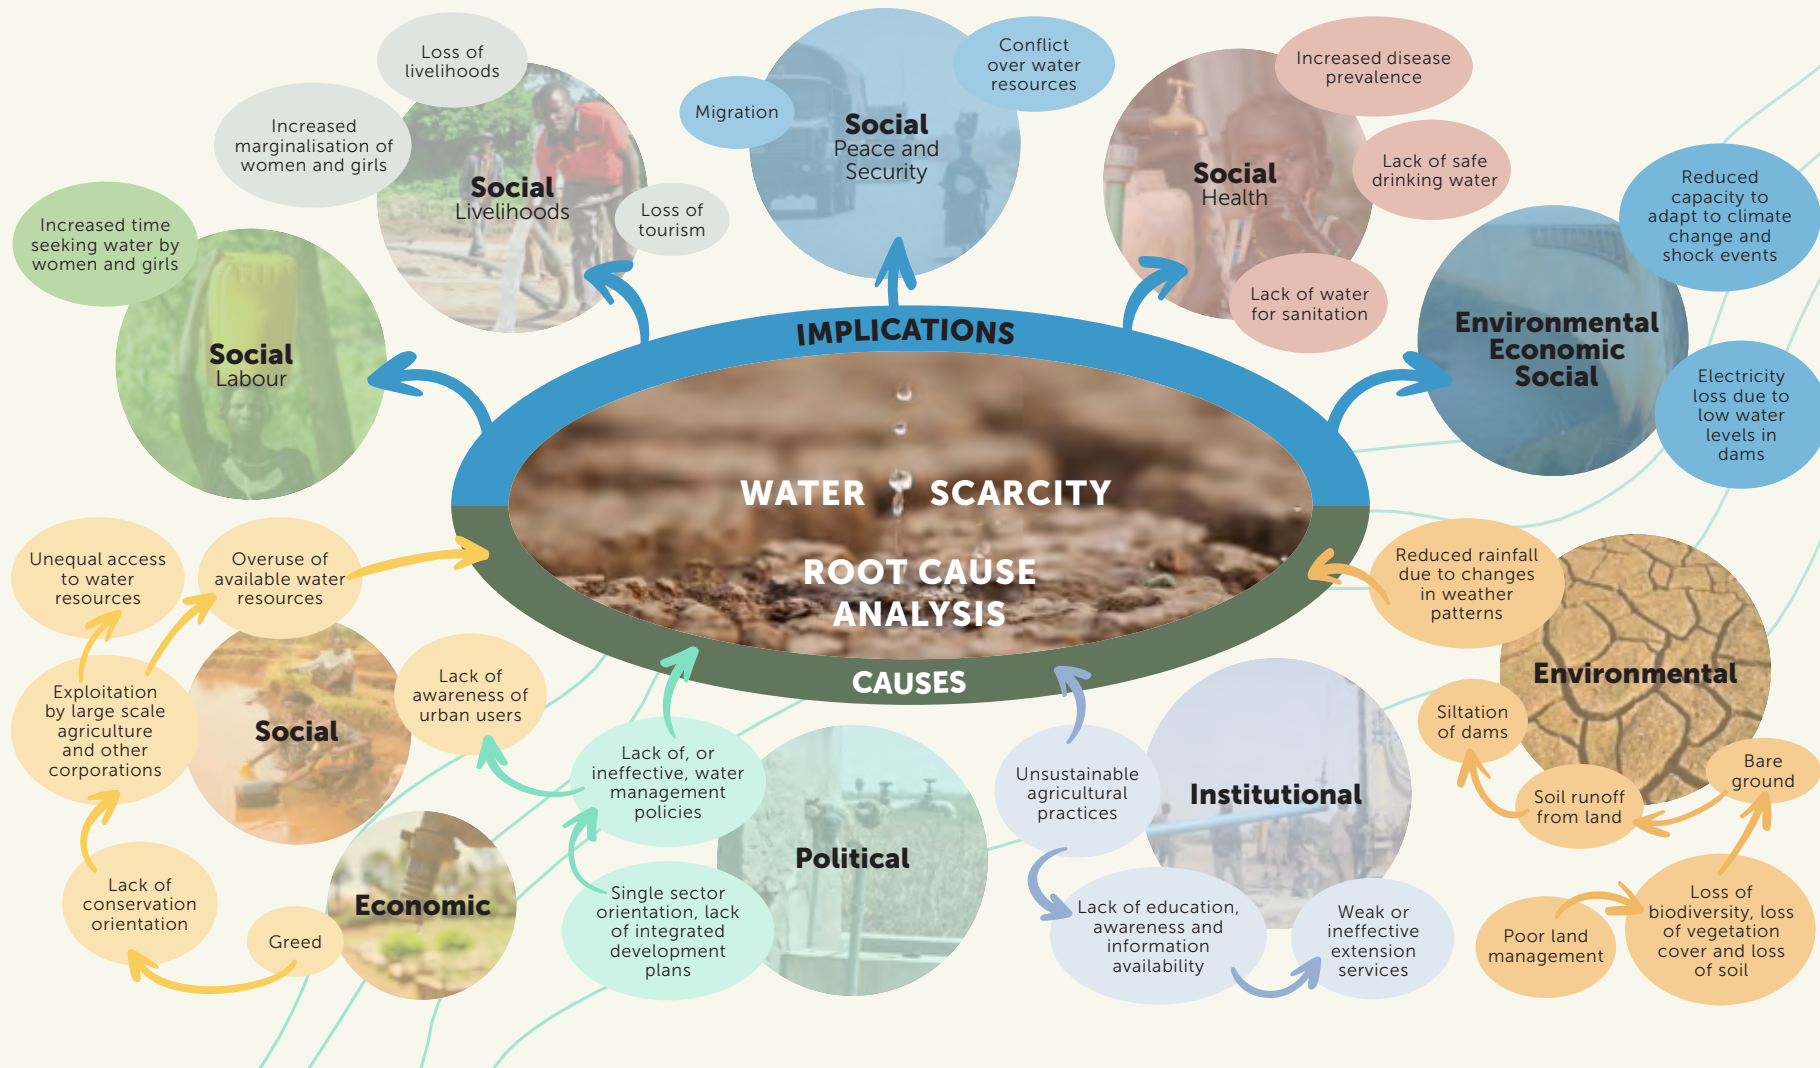 Loss of
livelihoods
Increased
marginalisation of
women and girls
Social
Livelihoods
Loss of
tourism
Increased time
seeking water by
women and girls
Social
Labour
Migration
Conflict
over water
resources
Social
Peace and
Security
Increased disease
prevalence
Lack of safe
drinking water
Social
Health
Lack of water
for sanitation
Reduced
capacity to
adapt to climate
change and
shock events
Environmental
Economic
Social
Electricity
loss due to
low water
levels in
dams
IMPLICATIONS
WATER SCARCITY
ROOT CAUSE
ANALYSIS
CAUSES
Unequal access
to water
resources
Overuse of
available water
resources
Exploitation
by large scale
agriculture
and other
corporations
Social
Lack of
awareness of
urban users
Lack of
conservation
orientation
Greed
Economic
Lack of, or
ineffective, water
management
policies
Single sector
orientation, lack
of integrated
development
plans
Political
Unsustainable
agricultural
practices
Institutional
Lack of education,
awareness and
information
availability
Weak or
ineffective
extension
services
Reduced rainfall
due to changes
in weather
patterns
Environmental
Siltation
of dams
Soil runoff
from land
Bare
ground
Poor land
management
Loss of
biodiversity, loss
of vegetation
cover and loss
of soil